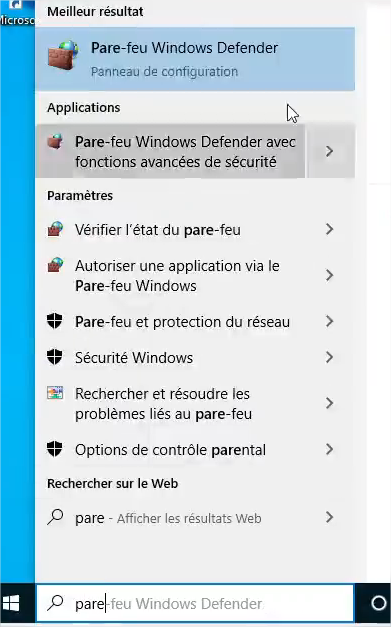 Meilleur résultat
Pare-feu Windows Defender
Panneau de configuration
Applications
Pare-feu Windows Defender avec
fonctions avancées de sécurité
Paramètres
Vérifier l'état du pare-feu
Autoriser une application via le
Pare-feu Windows
Pare-feu et protection du réseau
Sécurité Windows
Rechercher et résoudre les
problèmes liés au pare-feu
Options de contrôle parental
Rechercher sur le Web
pare - Afficher les résultats Web
pare-feu Windows Defender